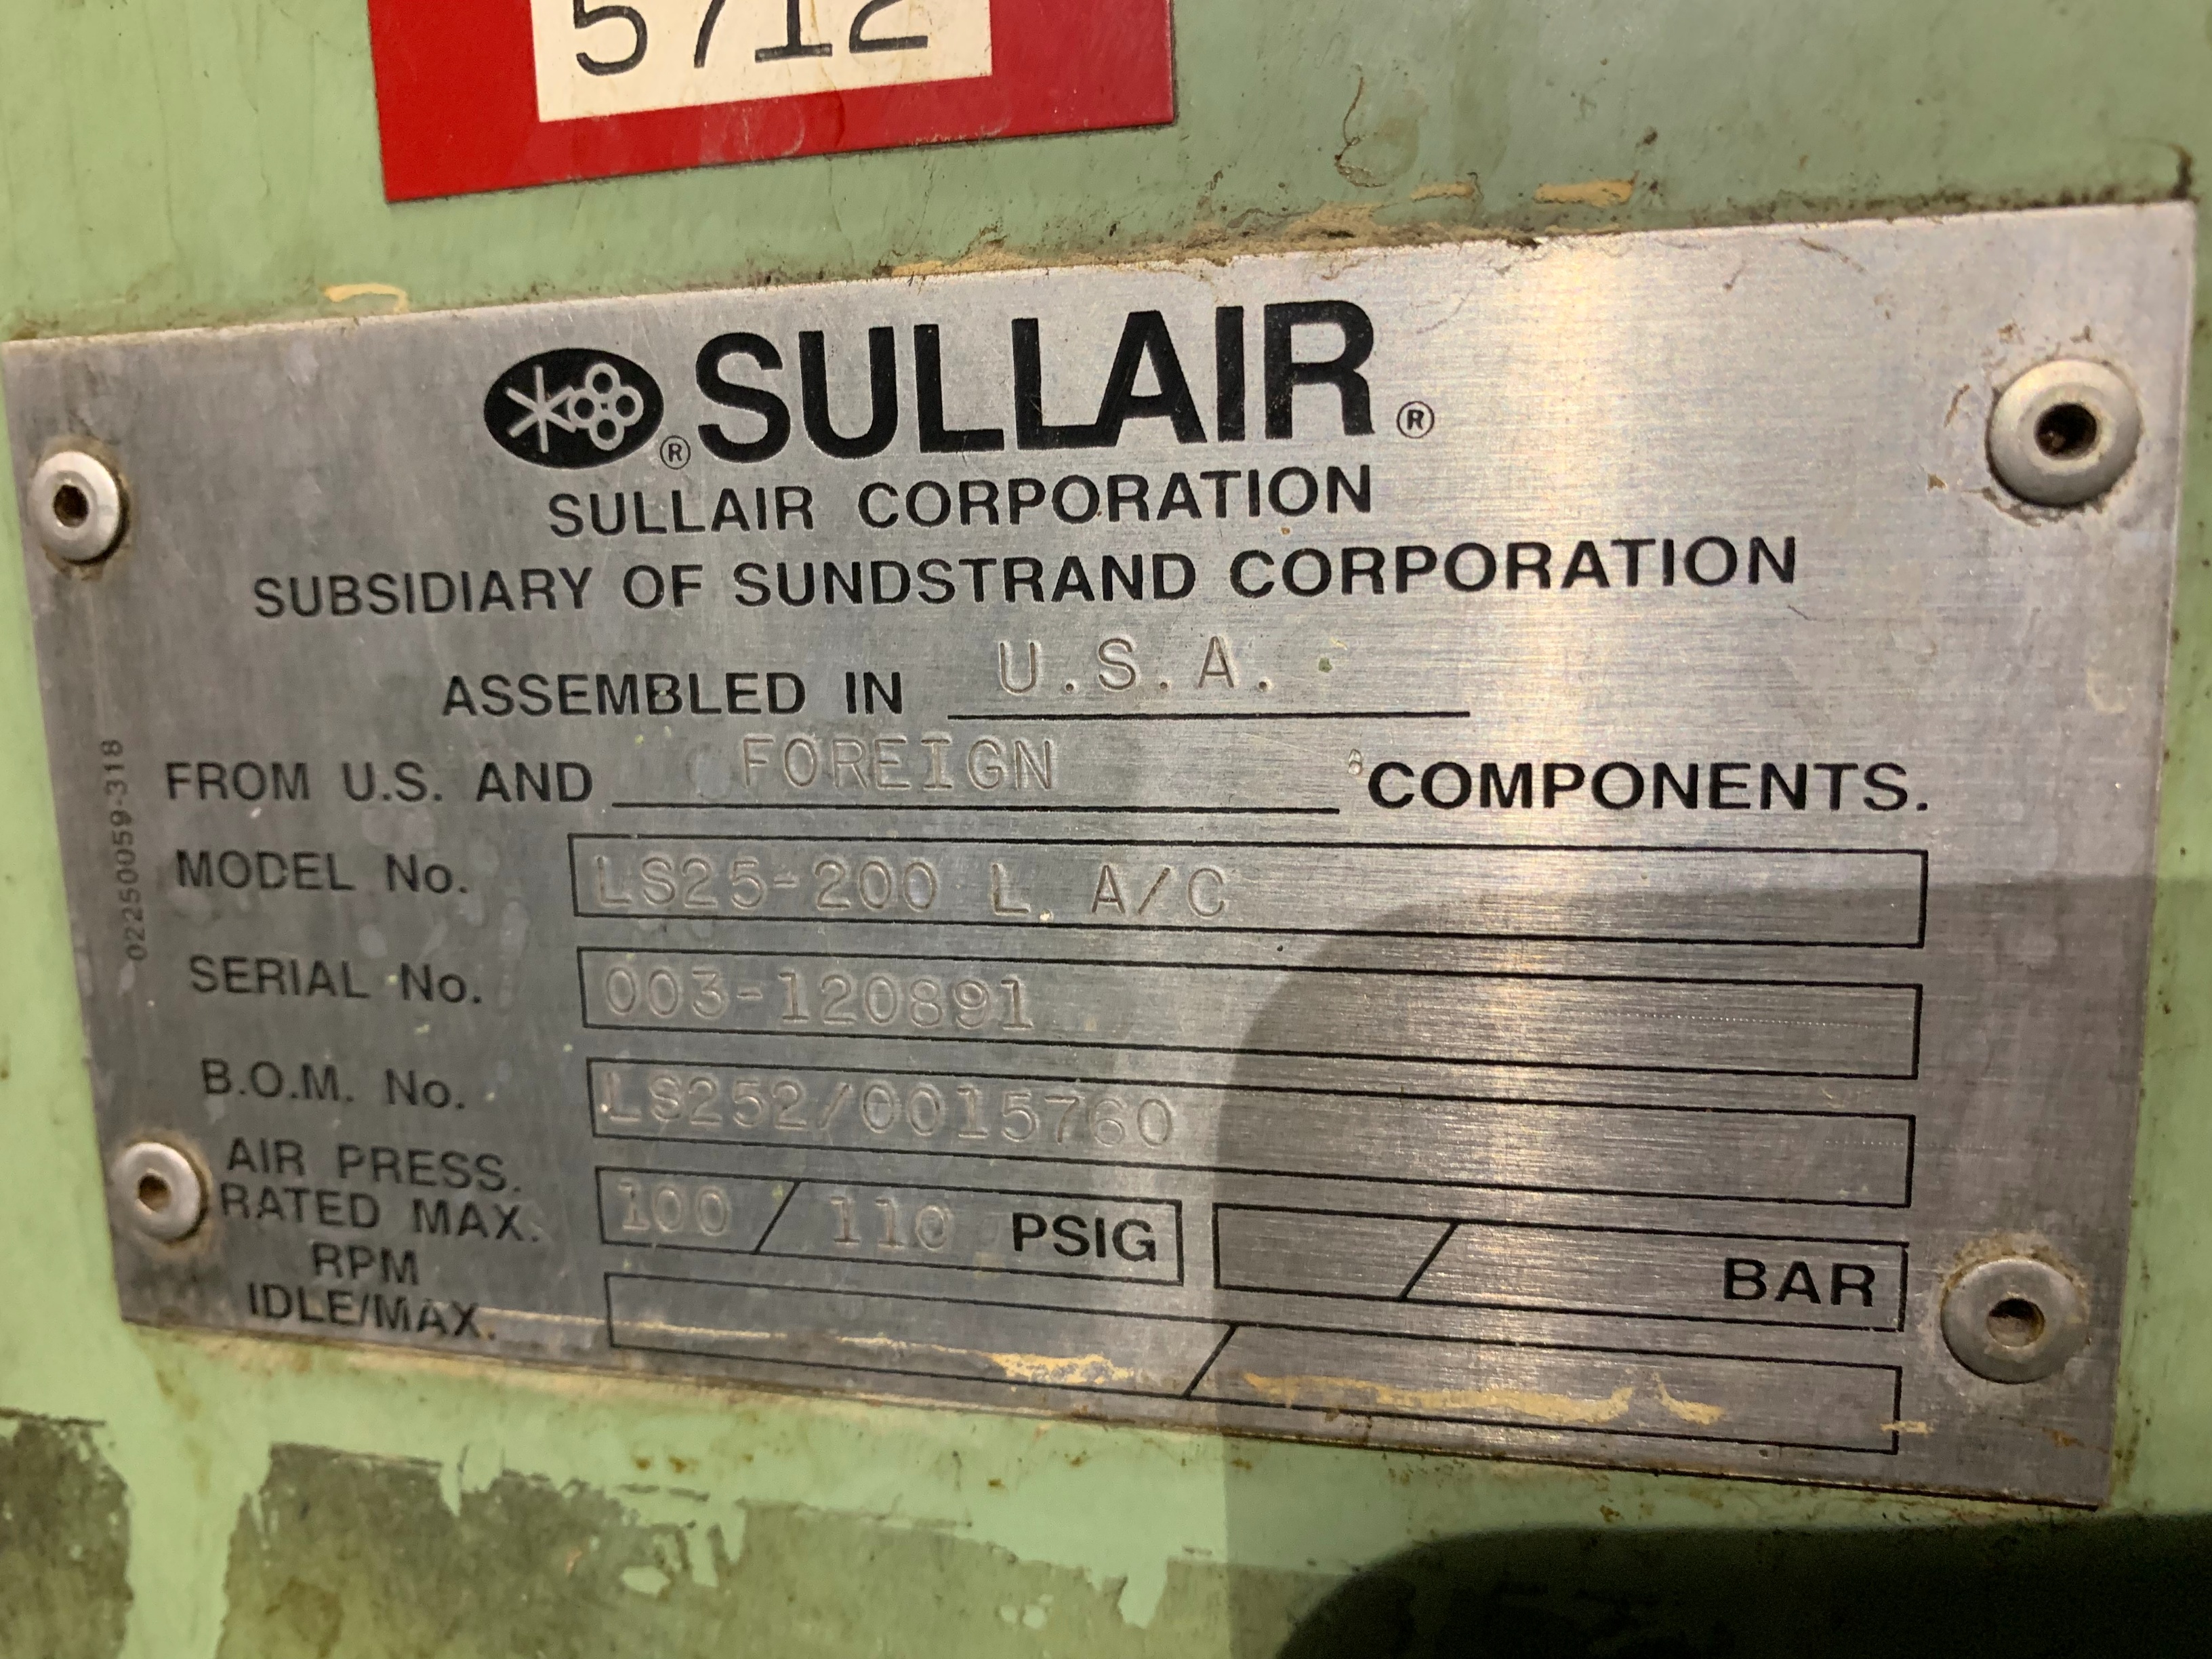 5712
SULLAIR®
SULLAIR CORPORATION
SUBSIDIARY OF SUNDSTRAND CORPORATION
ASSEMBLED IN U.S.A.
FROM U.S. AND FOREIGN COMPONENTS.
MODEL No. LS25-200 L A/C
SERIAL No. 003-120891
B.O.M. No. LS252/0015760
AIR PRESS.
RATED MAX. 100 / 110 PSIG / BAR
RPM
IDLE/MAX. /
02250059-318